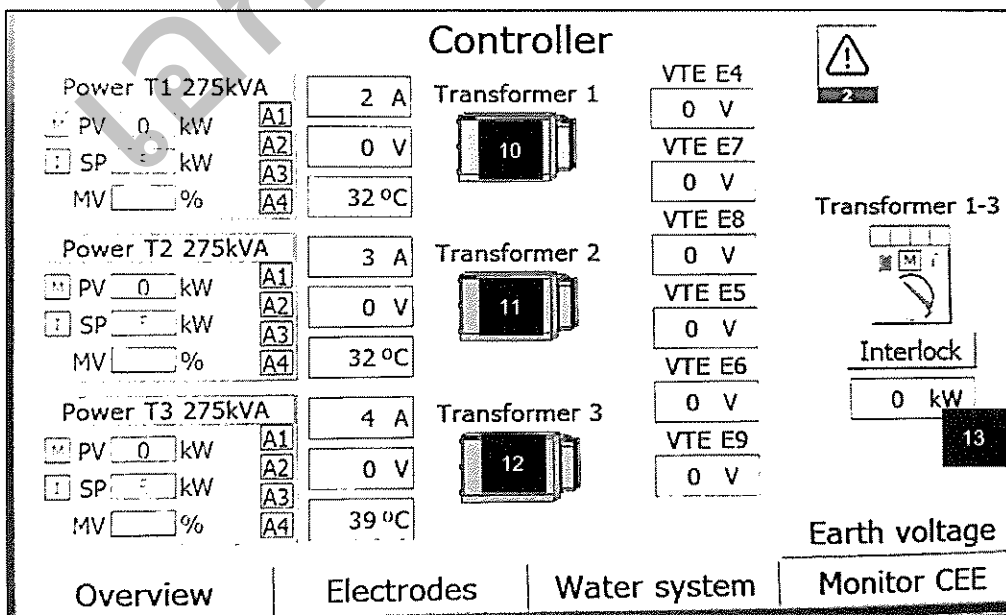 Controller
Power T1 275kVA
M PV 0 kW
I SP kW
MV %
A1
A2
A3
A4
2 A
0 V
32 ºC
Transformer 1
10
Power T2 275kVA
M PV 0 kW
I SP kW
MV %
A1
A2
A3
A4
3 A
0 V
32 ºC
Transformer 2
11
Power T3 275kVA
M PV 0 kW
I SP kW
MV %
A1
A2
A3
A4
4 A
0 V
39 ºC
Transformer 3
12
VTE E4
0 V
VTE E7
0 V
VTE E8
0 V
VTE E5
0 V
VTE E6
0 V
VTE E9
0 V
2
Transformer 1-3
M
Interlock
0 kW
13
Earth voltage
Overview
Electrodes
Water system
Monitor CEE